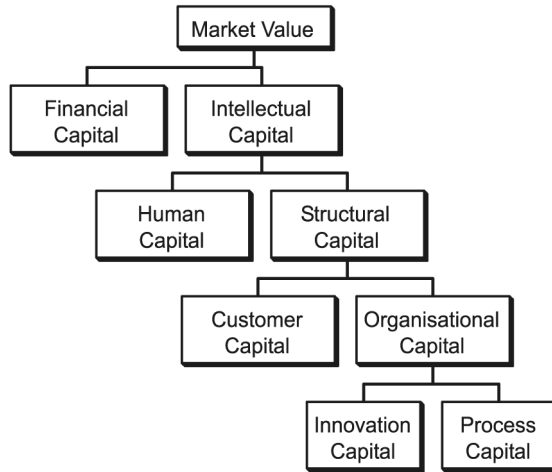 Market Value
Financial
Capital
Intellectual
Capital
Human
Capital
Structural
Capital
Customer
Capital
Organisational
Capital
Innovation
Capital
Process
Capital